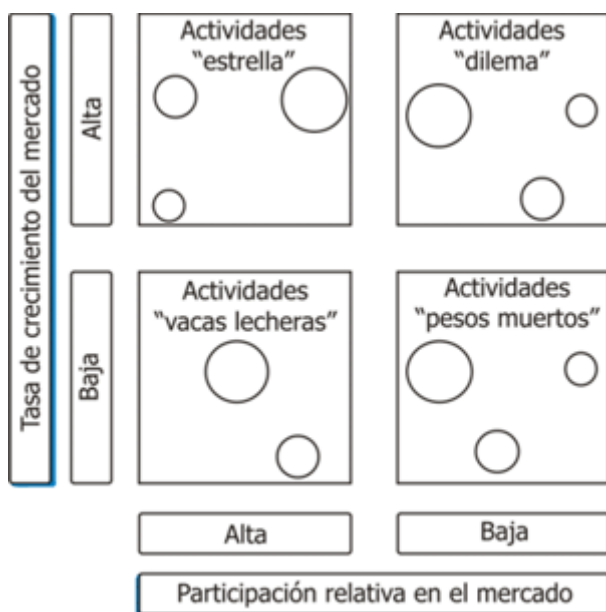 Tasa de crecimiento del mercado
Alta
Actividades
“estrella”
Actividades
“dilema”
Baja
Actividades
“vacas lecheras”
Actividades
“pesos muertos”
Alta
Baja
Participación relativa en el mercado